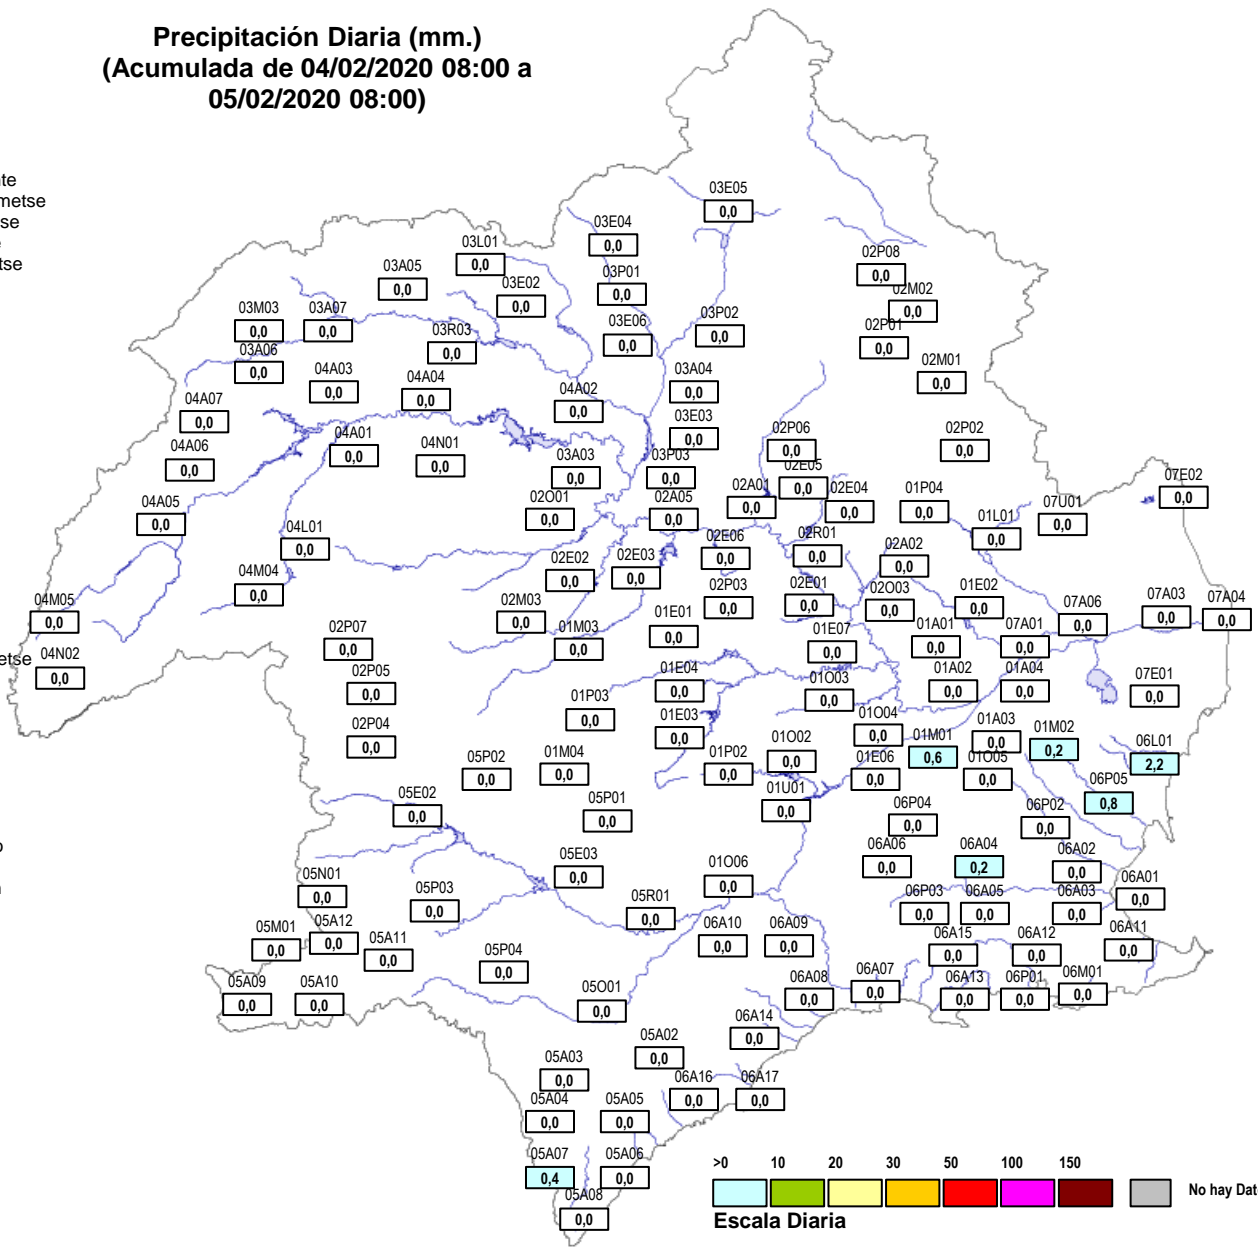 Precipitación Diaria (mm.)
(Acumulada de 04/02/2020 08:00 a
05/02/2020 08:00)
nte
metse
se
e
tse
etse
o
n
03E05
0,0
03E04
0,0
03L01
0,0
02P08
0,0
03A05
0,0
03P01
0,0
03E02
0,0
02M02
0,0
03M03
0,0
03A07
0,0
03P02
0,0
03E06
0,0
03R03
0,0
02P01
0,0
03A06
0,0
02M01
0,0
04A03
0,0
04A04
0,0
03A04
0,0
04A02
0,0
04A07
0,0
03E03
0,0
04A01
0,0
04N01
0,0
02P06
0,0
02P02
0,0
04A06
0,0
03A03
0,0
03P03
0,0
02E05
0,0
07E02
0,0
04A05
0,0
02O01
0,0
02A05
0,0
02A01
0,0
02E04
0,0
01P04
0,0
07U01
0,0
01L01
0,0
04L01
0,0
02E06
0,0
02R01
0,0
02A02
0,0
04M04
0,0
02E02
0,0
02E03
0,0
04M05
0,0
02M03
0,0
02P03
0,0
02E01
0,0
02O03
0,0
01E02
0,0
07A03
0,0
07A04
0,0
07A06
0,0
02P07
0,0
01M03
0,0
01E01
0,0
01E07
0,0
01A01
0,0
07A01
0,0
04N02
0,0
02P05
0,0
01E04
0,0
01O03
0,0
01A02
0,0
01A04
0,0
07E01
0,0
01P03
0,0
02P04
0,0
01E03
0,0
01O04
0,0
01M01
0,6
01A03
0,0
01M02
0,2
06L01
2,2
05P02
0,0
01M04
0,0
01P02
0,0
01O02
0,0
01E06
0,0
01O05
0,0
06P05
0,8
05E02
0,0
05P01
0,0
01U01
0,0
06P04
0,0
06P02
0,0
05E03
0,0
06A06
0,0
06A04
0,2
06A02
0,0
05N01
0,0
01O06
0,0
06A01
0,0
05P03
0,0
05R01
0,0
06P03
0,0
06A05
0,0
06A03
0,0
05M01
0,0
05A12
0,0
05A11
0,0
06A10
0,0
06A09
0,0
06A15
0,0
06A12
0,0
06A11
0,0
05P04
0,0
05A09
0,0
05A10
0,0
05O01
0,0
06A08
0,0
06A07
0,0
06A13
0,0
06P01
0,0
06M01
0,0
06A14
0,0
05A02
0,0
05A03
0,0
06A16
0,0
06A17
0,0
05A04
0,0
05A05
0,0
05A07
0,4
05A06
0,0
05A08
0,0
>0 10 20 30 50 100 150
No hay Dat
Escala Diaria